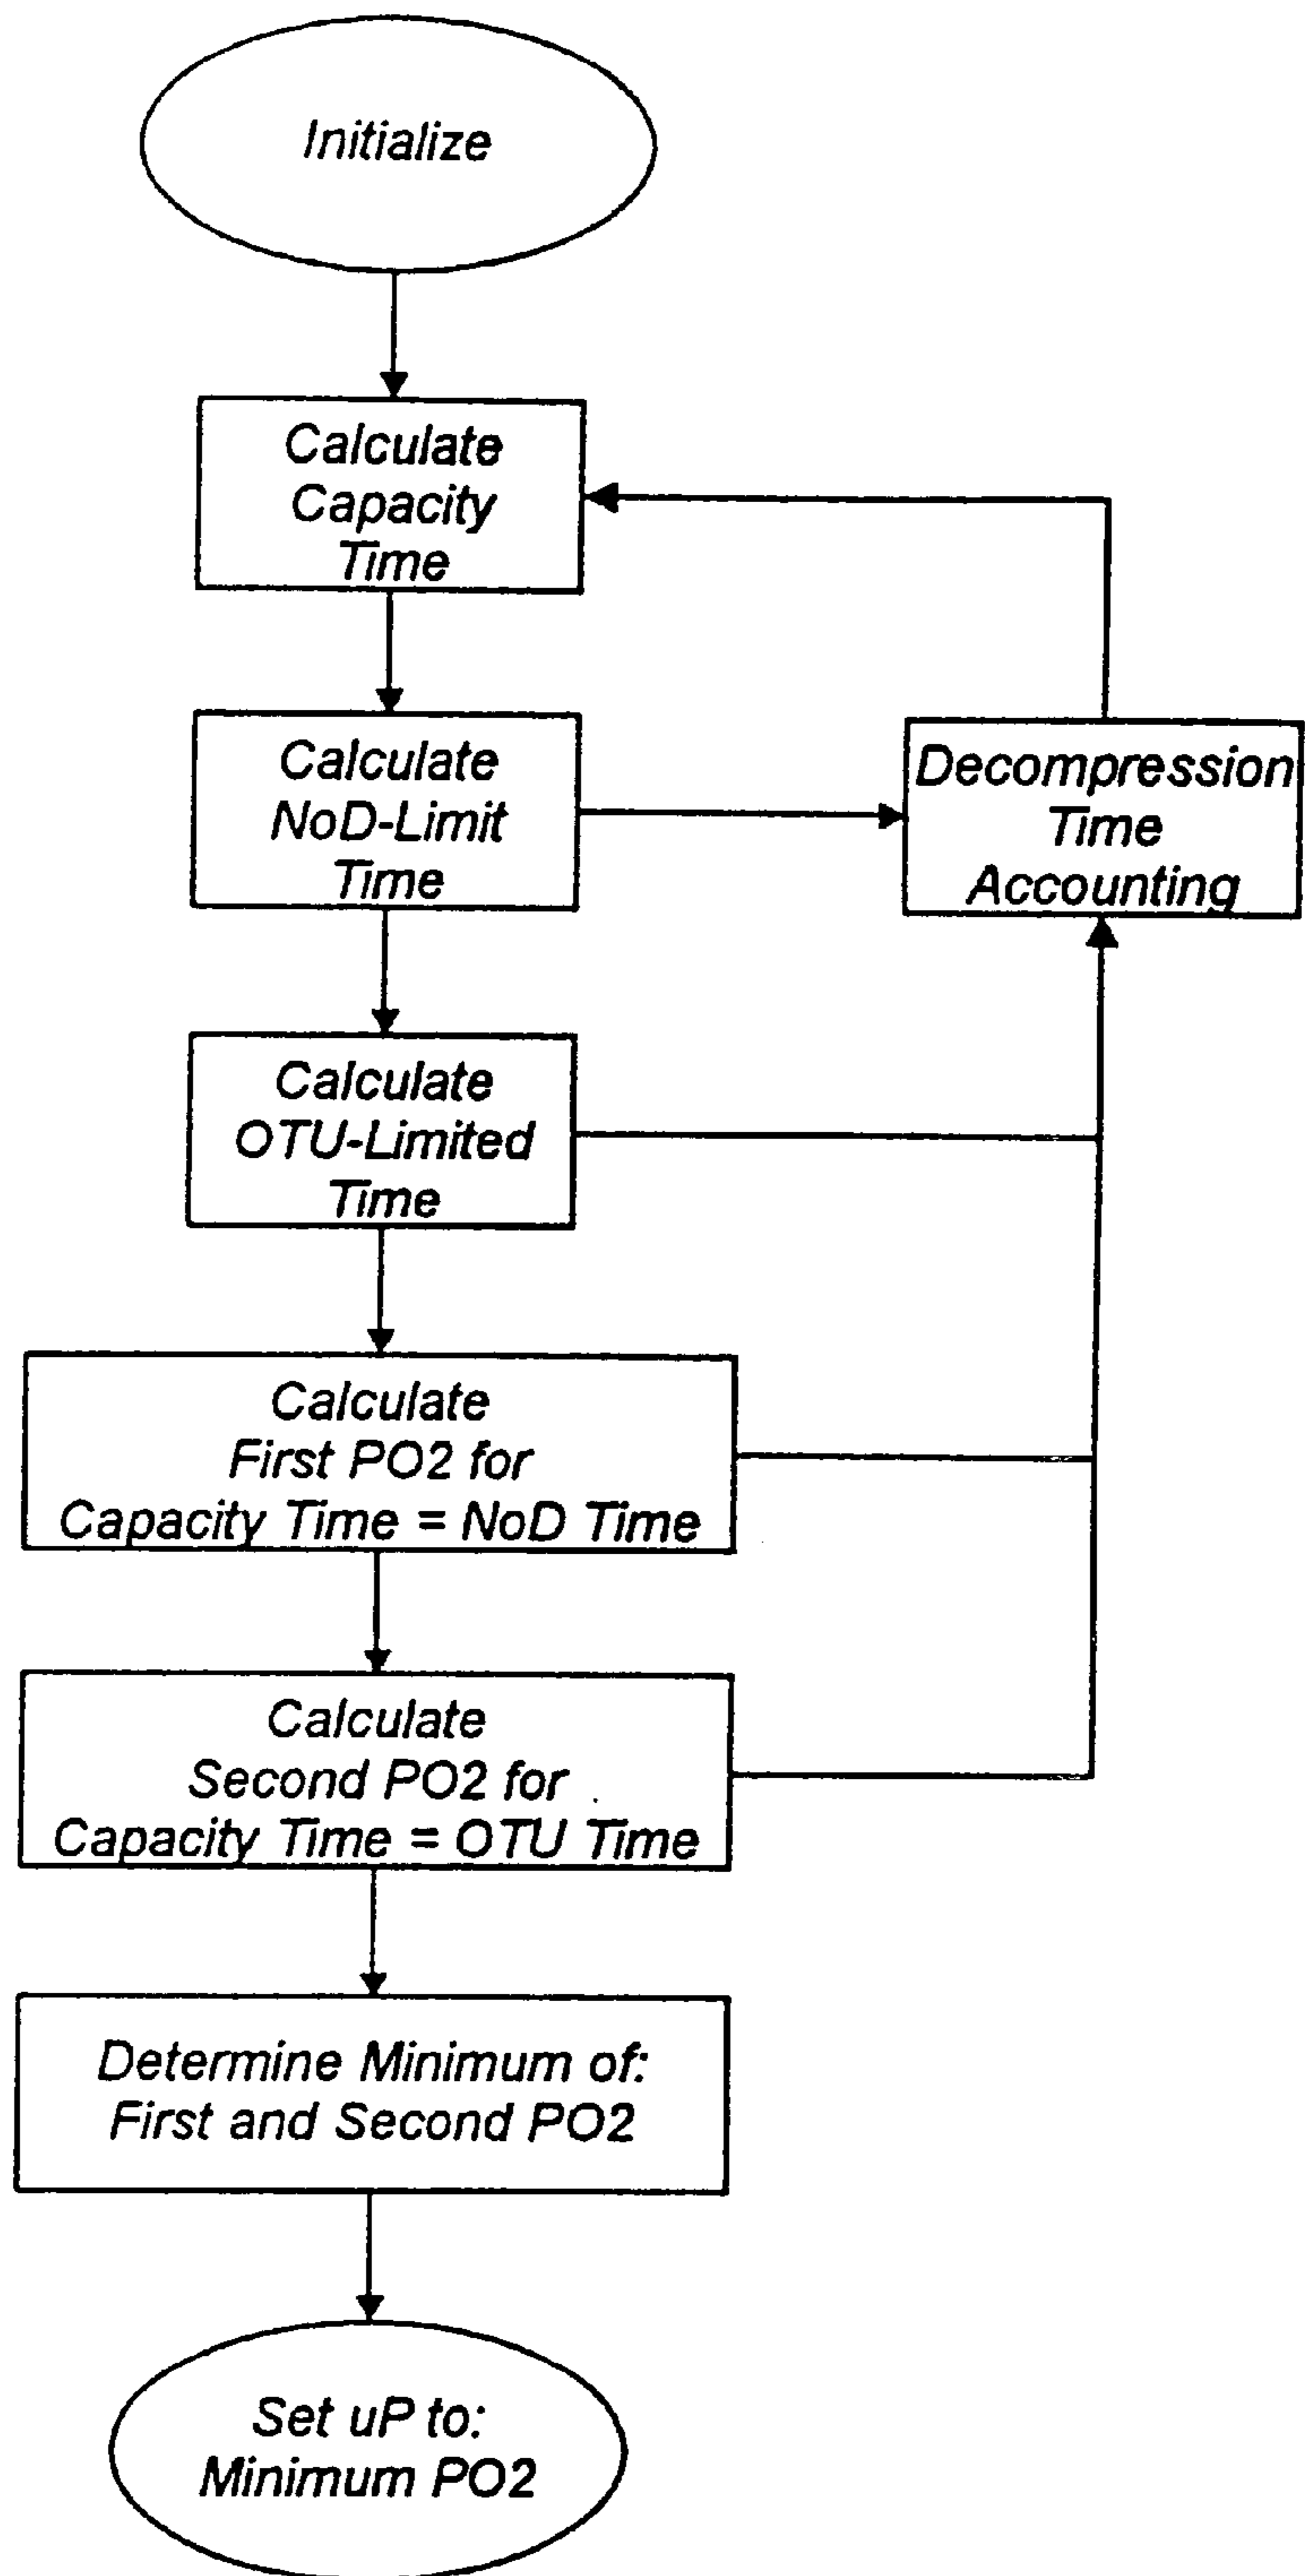 Initialize
Calculate
Capacity
Time
Calculate
NoD-Limit
Time
Decompression
Time
Accounting
Calculate
OTU-Limited
Time
Calculate
First PO2 for
Capacity Time = NoD Time
Calculate
Second PO2 for
Capacity Time = OTU Time
Determine Minimum of:
First and Second PO2
Set uP to:
Minimum PO2